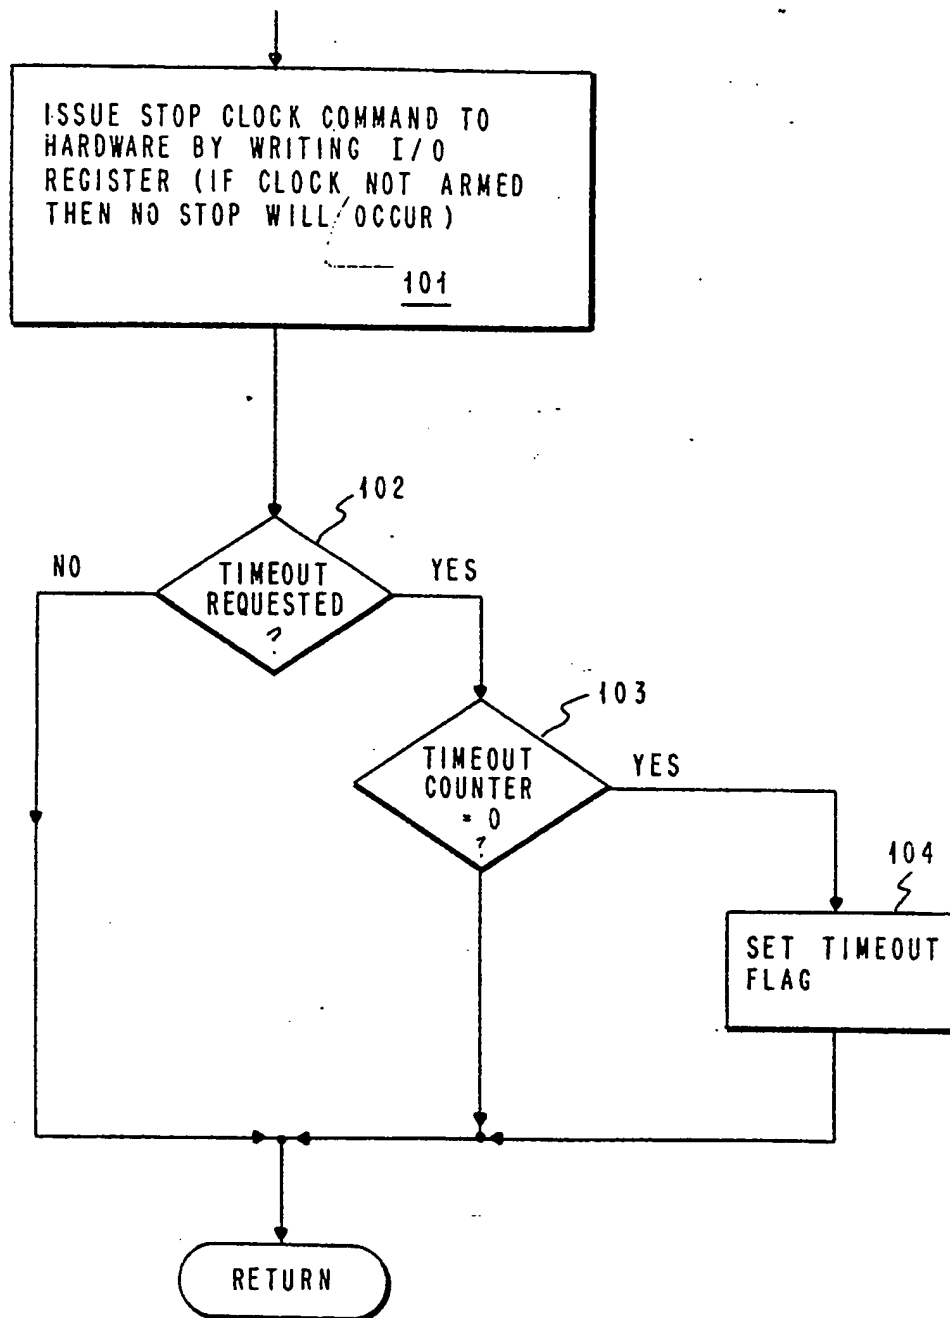 ISSUE STOP CLOCK COMMAND TO
HARDWARE BY WRITING I/O
REGISTER (IF CLOCK NOT ARMED
THEN NO STOP WILL OCCUR)
101
102
NO
YES
TIMEOUT
REQUESTED
?
103
TIMEOUT
COUNTER
= 0
?
YES
104
SET TIMEOUT
FLAG
RETURN